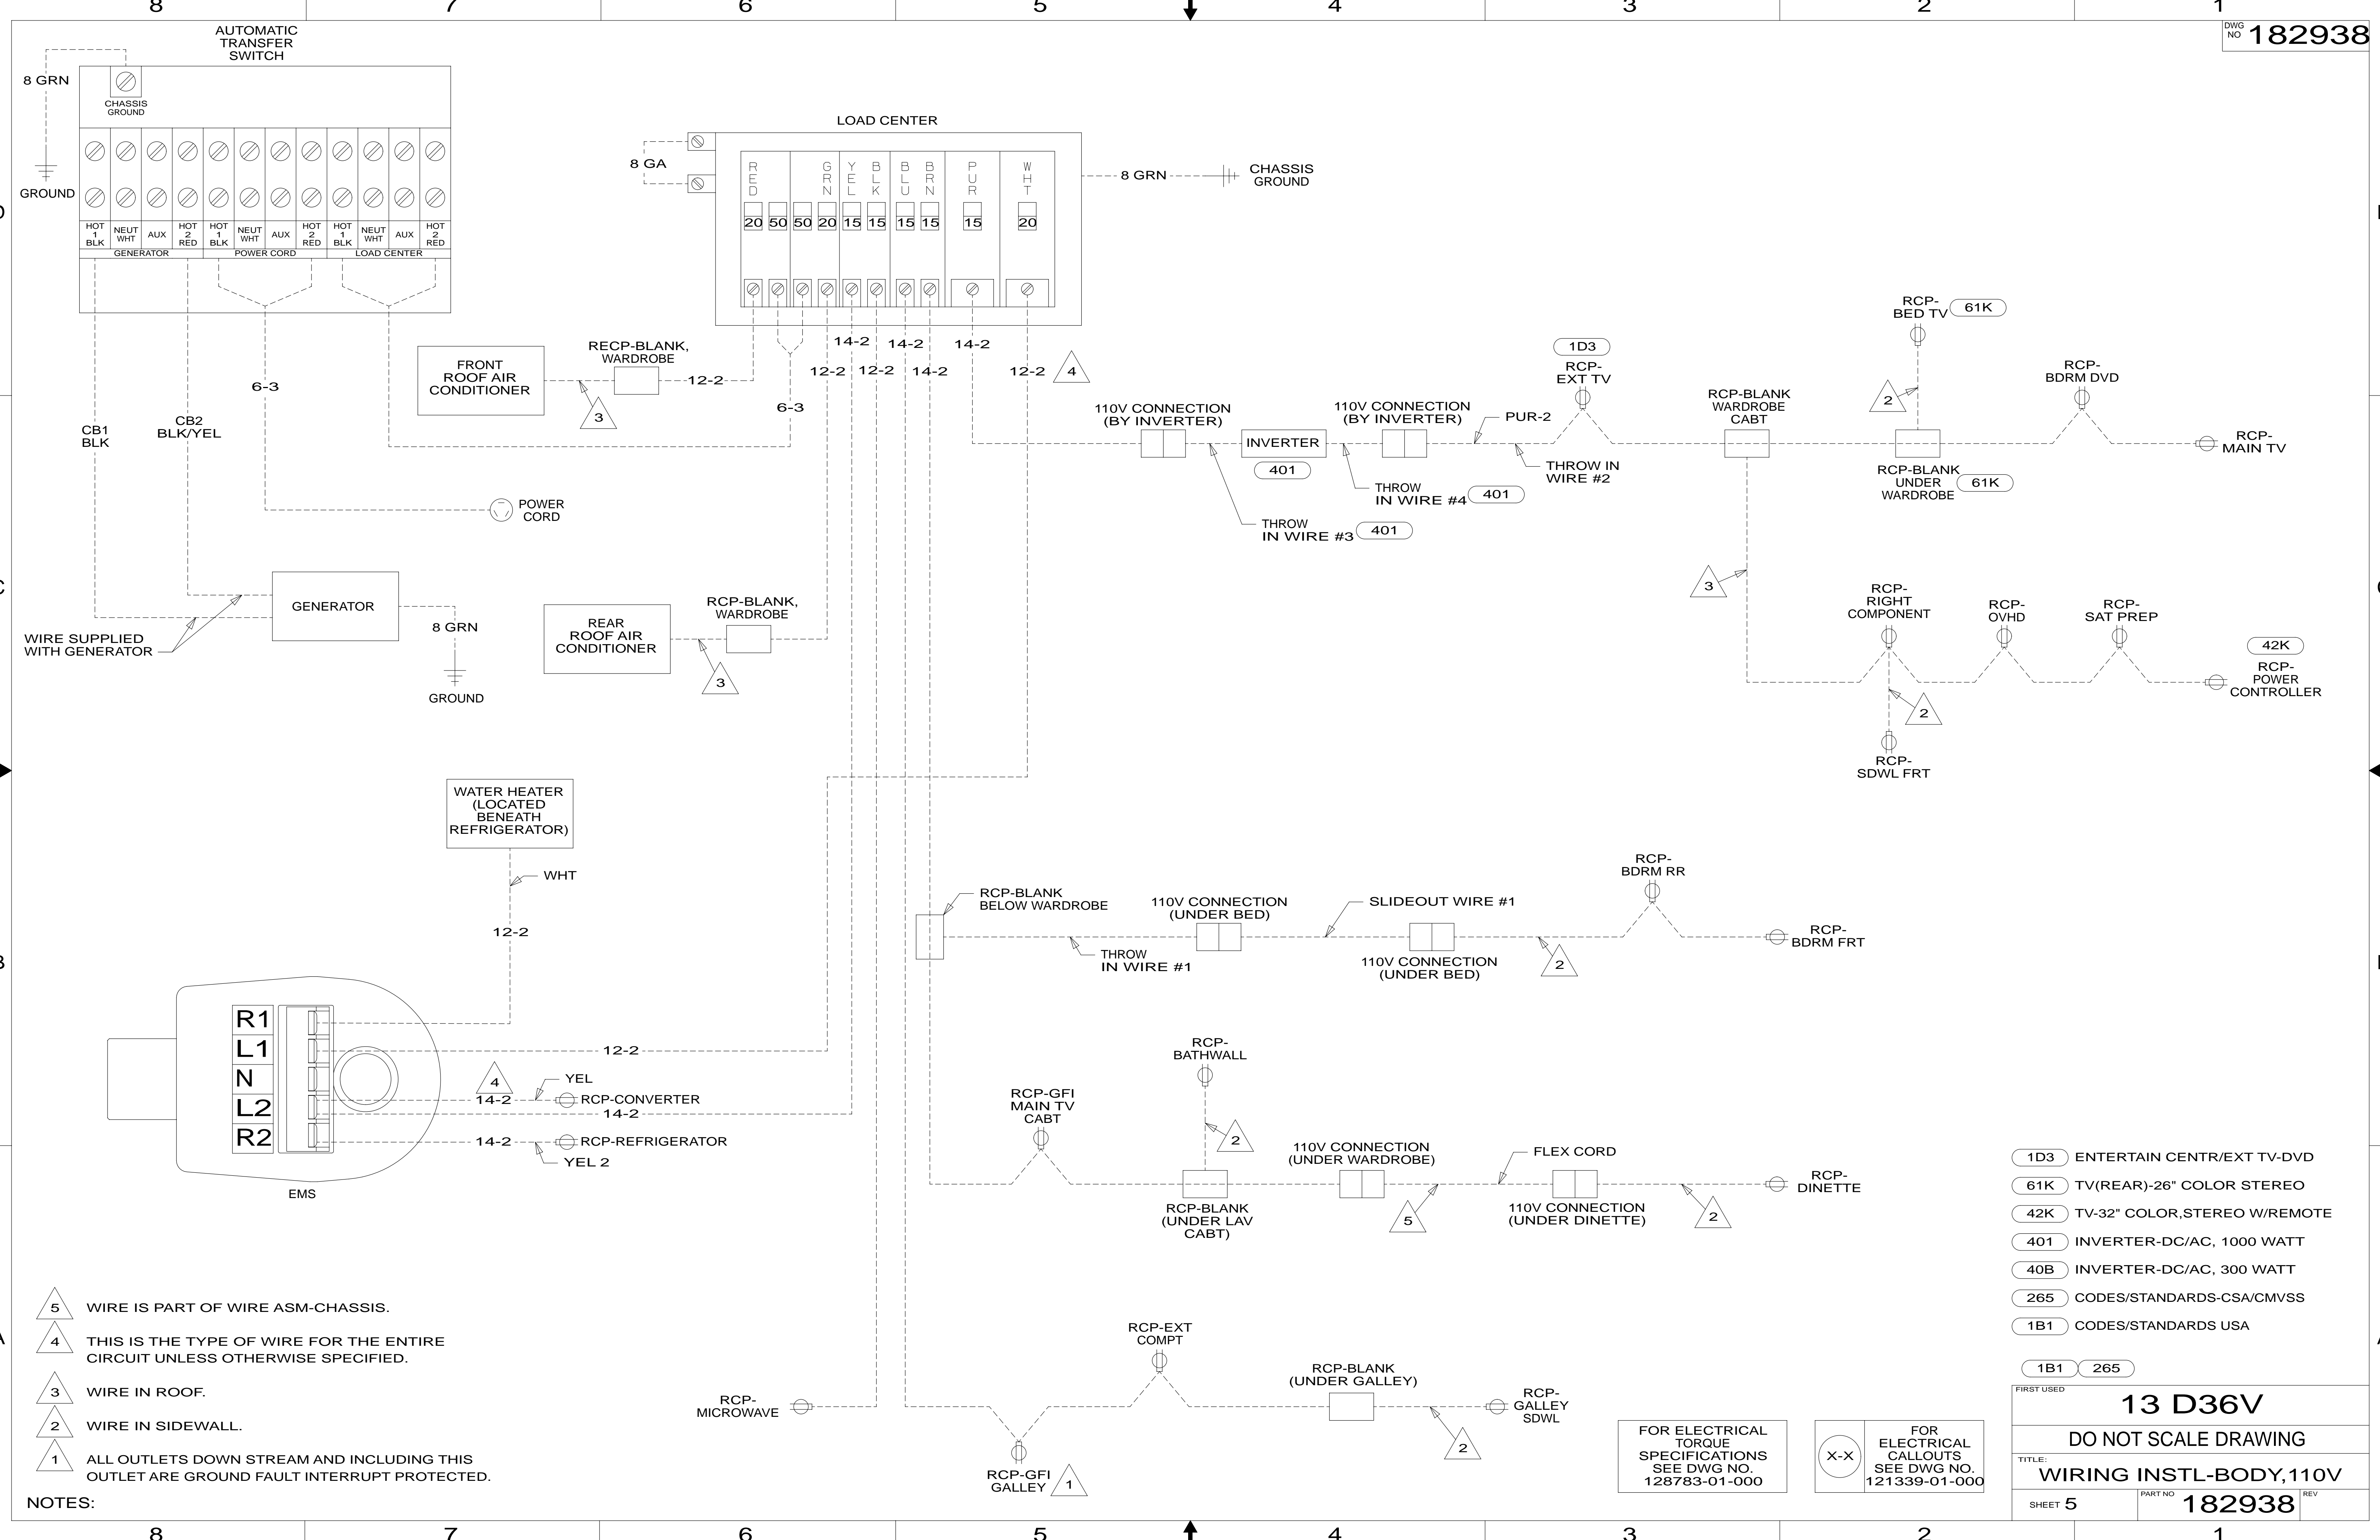 8 7 6 5 4 3 2 1
DWG
NO 182938
AUTOMATIC
TRANSFER
SWITCH
8 GRN
CHASSIS
GROUND
GROUND
HOT
1
BLK
NEUT
WHT
AUX
HOT
2
RED
HOT
1
BLK
NEUT
WHT
AUX
HOT
2
RED
HOT
1
BLK
NEUT
WHT
AUX
HOT
2
RED
GENERATOR
POWER CORD
LOAD CENTER
LOAD CENTER
8 GA
RED
GRN
YEL
BLK
BLU
BRN
PUR
WHT
20 50 50 20 15 15 15 15 15 20
8 GRN
CHASSIS
GROUND
14-2 14-2 14-2
12-2 12-2 14-2 12-2
4
FRONT
ROOF AIR
CONDITIONER
RECP-BLANK,
WARDROBE
12-2
3
6-3
6-3
CB1
BLK
CB2
BLK/YEL
POWER
CORD
GENERATOR
WIRE SUPPLIED
WITH GENERATOR
8 GRN
GROUND
REAR
ROOF AIR
CONDITIONER
RCP-BLANK,
WARDROBE
3
110V CONNECTION
(BY INVERTER)
INVERTER
401
110V CONNECTION
(BY INVERTER)
PUR-2
THROW
IN WIRE #4
401
THROW
IN WIRE #3
401
THROW IN
WIRE #2
1D3
RCP-
EXT TV
RCP-BLANK
WARDROBE
CABT
RCP-
BED TV
61K
2
RCP-BLANK
UNDER
WARDROBE
61K
RCP-
BDRM DVD
RCP-
MAIN TV
3
RCP-
RIGHT
COMPONENT
RCP-
OVHD
RCP-
SAT PREP
42K
RCP-
POWER
CONTROLLER
2
RCP-
SDWL FRT
WATER HEATER
(LOCATED
BENEATH
REFRIGERATOR)
WHT
12-2
R1
L1
N
L2
R2
EMS
12-2
4
YEL
14-2
RCP-CONVERTER
14-2
14-2
RCP-REFRIGERATOR
YEL 2
RCP-BLANK
BELOW WARDROBE
THROW
IN WIRE #1
110V CONNECTION
(UNDER BED)
SLIDEOUT WIRE #1
110V CONNECTION
(UNDER BED)
2
RCP-
BDRM RR
RCP-
BDRM FRT
RCP-GFI
MAIN TV
CABT
RCP-
BATHWALL
2
RCP-BLANK
(UNDER LAV
CABT)
110V CONNECTION
(UNDER WARDROBE)
5
FLEX CORD
110V CONNECTION
(UNDER DINETTE)
2
RCP-
DINETTE
RCP-
MICROWAVE
RCP-EXT
COMPT
RCP-GFI
GALLEY
1
RCP-BLANK
(UNDER GALLEY)
2
RCP-
GALLEY
SDWL
5 WIRE IS PART OF WIRE ASM-CHASSIS.
4 THIS IS THE TYPE OF WIRE FOR THE ENTIRE
CIRCUIT UNLESS OTHERWISE SPECIFIED.
3 WIRE IN ROOF.
2 WIRE IN SIDEWALL.
1 ALL OUTLETS DOWN STREAM AND INCLUDING THIS
OUTLET ARE GROUND FAULT INTERRUPT PROTECTED.
NOTES:
1D3 ENTERTAIN CENTR/EXT TV-DVD
61K TV(REAR)-26" COLOR STEREO
42K TV-32" COLOR,STEREO W/REMOTE
401 INVERTER-DC/AC, 1000 WATT
40B INVERTER-DC/AC, 300 WATT
265 CODES/STANDARDS-CSA/CMVSS
1B1 CODES/STANDARDS USA
1B1 265
FOR ELECTRICAL
TORQUE
SPECIFICATIONS
SEE DWG NO.
128783-01-000
X-X
FOR
ELECTRICAL
CALLOUTS
SEE DWG NO.
121339-01-000
FIRST USED
13 D36V
DO NOT SCALE DRAWING
TITLE:
WIRING INSTL-BODY,110V
SHEET 5
PART NO 182938
REV
8 7 6 5 4 3 2 1